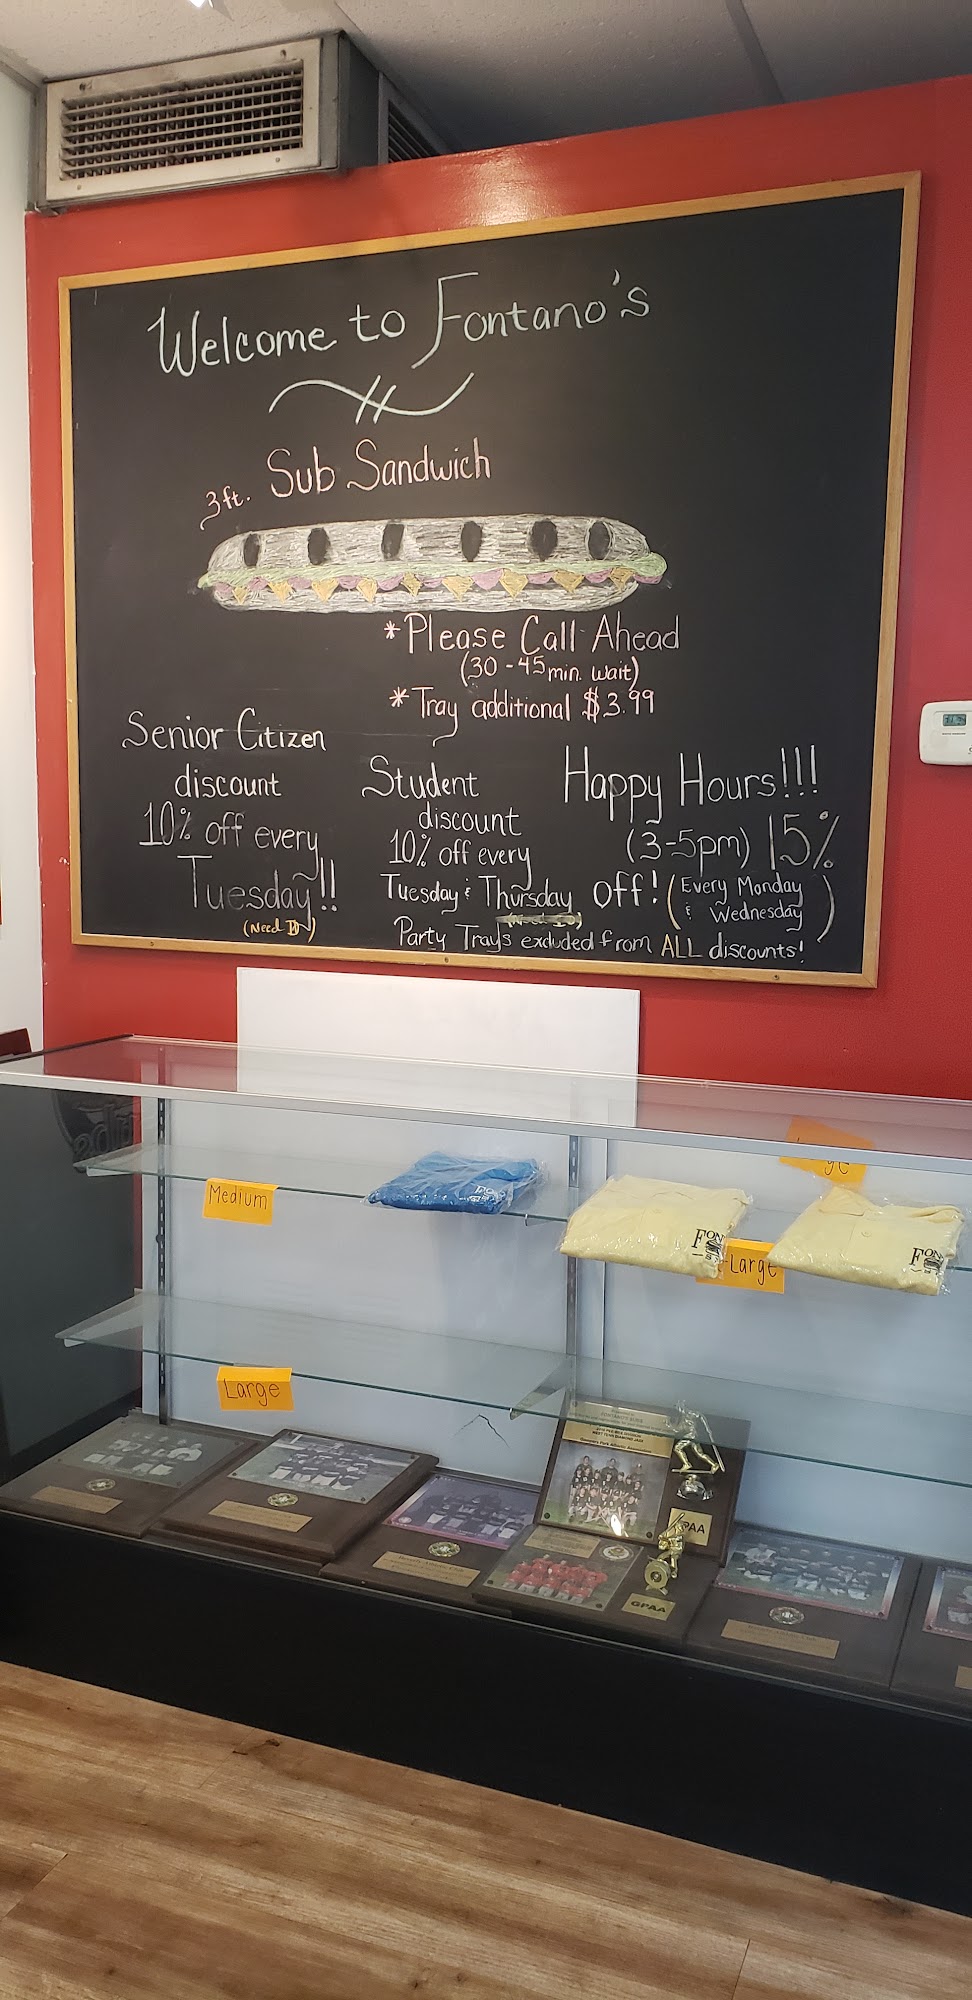 Welcome to Fontano's
Sub Sandwich
3ft.
*Please Call Ahead
(30-45 min. wait)
*Tray additional $3.99
Senior Citizen
discount
10% off every
Tuesday!!
(Need ID)
Student
discount
10% off every
Tuesday & Thursday
Happy Hours!!!
(3-5pm) 15%
off! (Every Monday
& Wednesday)
Party Trays excluded from ALL discounts!
Medium
Large
Large
GPAA